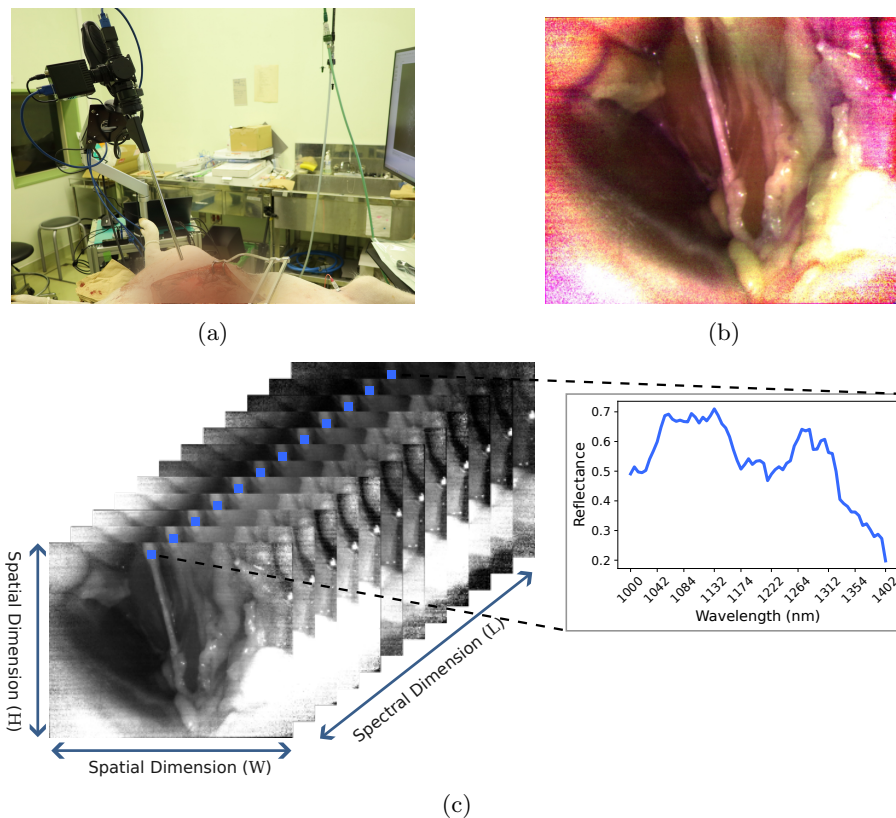 (a)
(b)
Spatial Dimension (H)
Spatial Dimension (W)
Spectral Dimension (L)
Reflectance
0.7
0.6
0.5
0.4
0.3
0.2
1000
1042
1084
1132
1174
1222
1264
1312
1354
1402
Wavelength (nm)
(c)